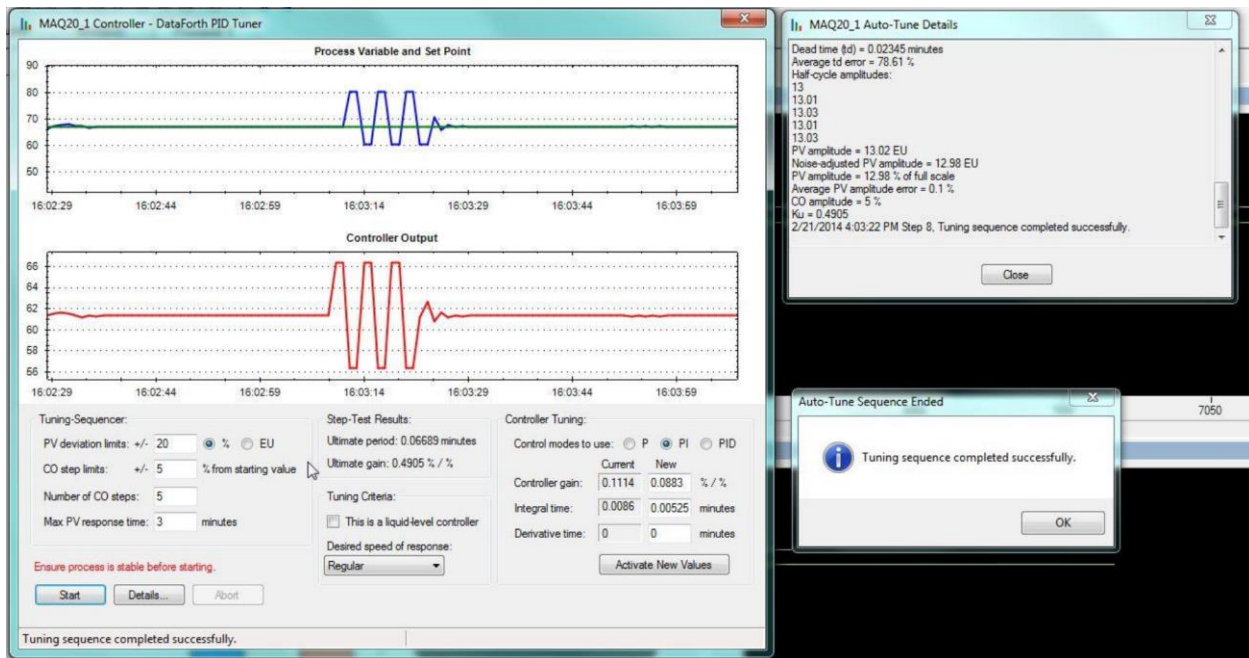 MAQ20_1 Controller - DataForth PID Tuner
Process Variable and Set Point
90
80
70
60
50
16:02:29 16:02:44 16:02:59 16:03:14 16:03:29 16:03:44 16:03:59
Controller Output
66
64
62
60
58
56
16:02:29 16:02:44 16:02:59 16:03:14 16:03:29 16:03:44 16:03:59
Tuning-Sequencer:
PV deviation limits: +/- 20 % EU
CO step limits: +/- 5 % from starting value
Number of CO steps: 5
Max PV response time: 3 minutes
Ensure process is stable before starting.
Start Details... Abort
Step-Test Results:
Ultimate period: 0.06689 minutes
Ultimate gain: 0.4905 % / %
Tuning Criteria:
This is a liquid-level controller
Desired speed of response:
Regular
Controller Tuning:
Control modes to use: P PI PID
Current New
Controller gain: 0.1114 0.0883 % / %
Integral time: 0.0086 0.00525 minutes
Derivative time: 0 0 minutes
Activate New Values
Tuning sequence completed successfully.
MAQ20_1 Auto-Tune Details
Dead time (td) = 0.02345 minutes
Average td error = 78.61 %
Half-cycle amplitudes:
13
13.01
13.03
13.01
13.03
PV amplitude = 13.02 EU
Noise-adjusted PV amplitude = 12.98 EU
PV amplitude = 12.98 % of full scale
Average PV amplitude error = 0.1 %
CO amplitude = 5 %
Ku = 0.4905
2/21/2014 4:03:22 PM Step 8, Tuning sequence completed successfully.
Close
Auto-Tune Sequence Ended
Tuning sequence completed successfully.
OK
7050